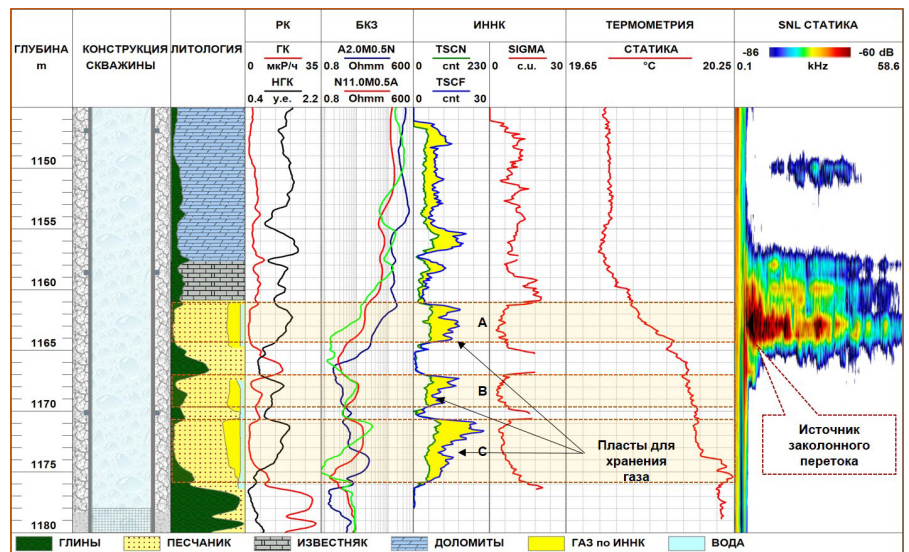 РК
БКЗ
ИННК
ТЕРМОМЕТРИЯ
SNL СТАТИКА
ГЛУБИНА
m
КОНСТРУКЦИЯ
СКВАЖИНЫ
ЛИТОЛОГИЯ
ГК
0 мкР/ч 35
НГК
0.4 у.е. 2.2
A2.0M0.5N
0.8 Ohmm 600
N11.0M0.5A
0.8 Ohmm 600
TSCN
0 cnt 230
TSCF
0 cnt 30
SIGMA
0 c.u. 30
СТАТИКА
19.65 °C 20.25
-86 -60 dB
0.1 kHz 58.6
1150
1155
1160
1165
1170
1175
1180
A
B
C
Пласты для
хранения
газа
Источник
заколонного
перетока
ГЛИНЫ ПЕСЧАНИК ИЗВЕСТНЯК ДОЛОМИТЫ ГАЗ по ИННК ВОДА